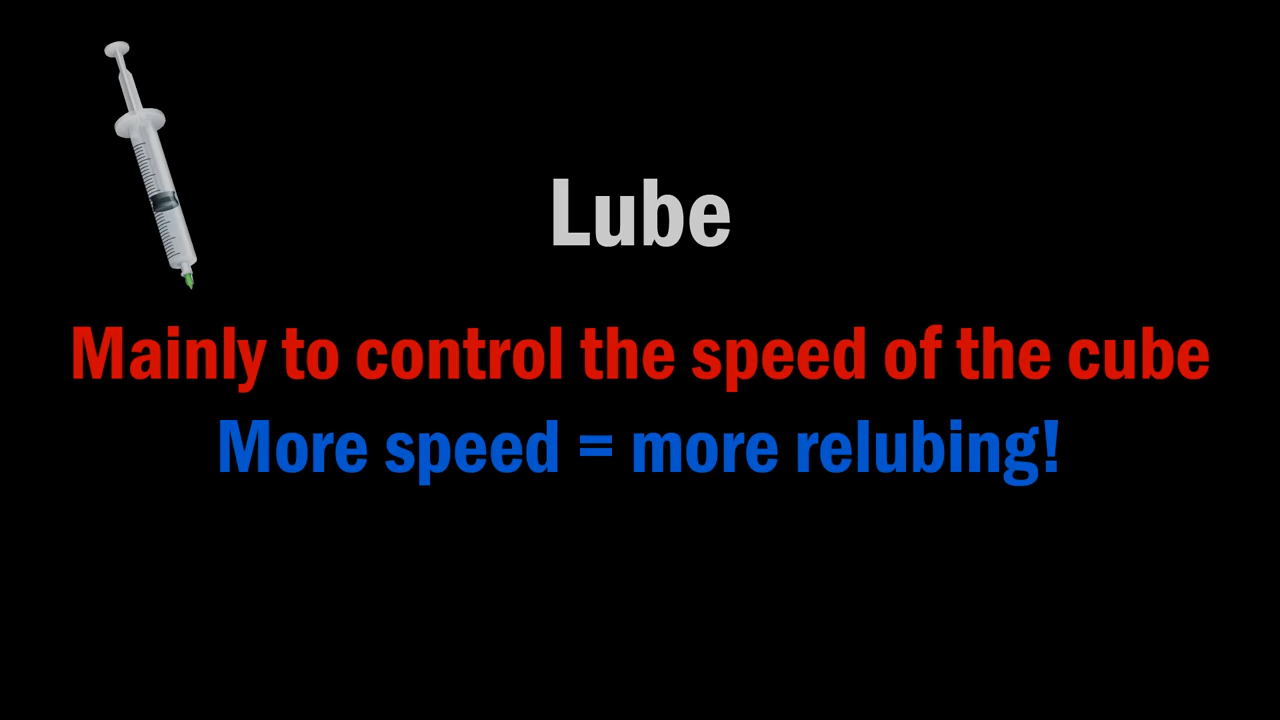 Lube
Mainly to control the speed of the cube
More speed = more relubing!